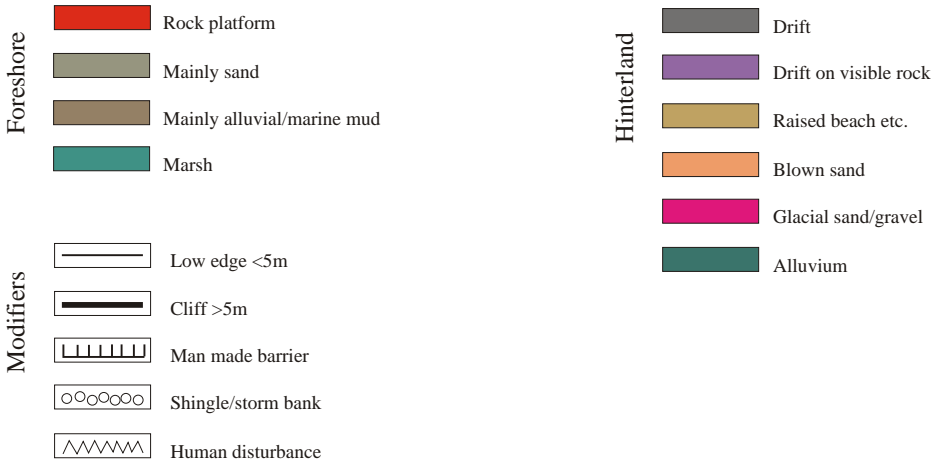 Foreshore
Rock platform
Mainly sand
Mainly alluvial/marine mud
Marsh
Modifiers
Low edge <5m
Cliff >5m
Man made barrier
Shingle/storm bank
Human disturbance
Hinterland
Drift
Drift on visible rock
Raised beach etc.
Blown sand
Glacial sand/gravel
Alluvium